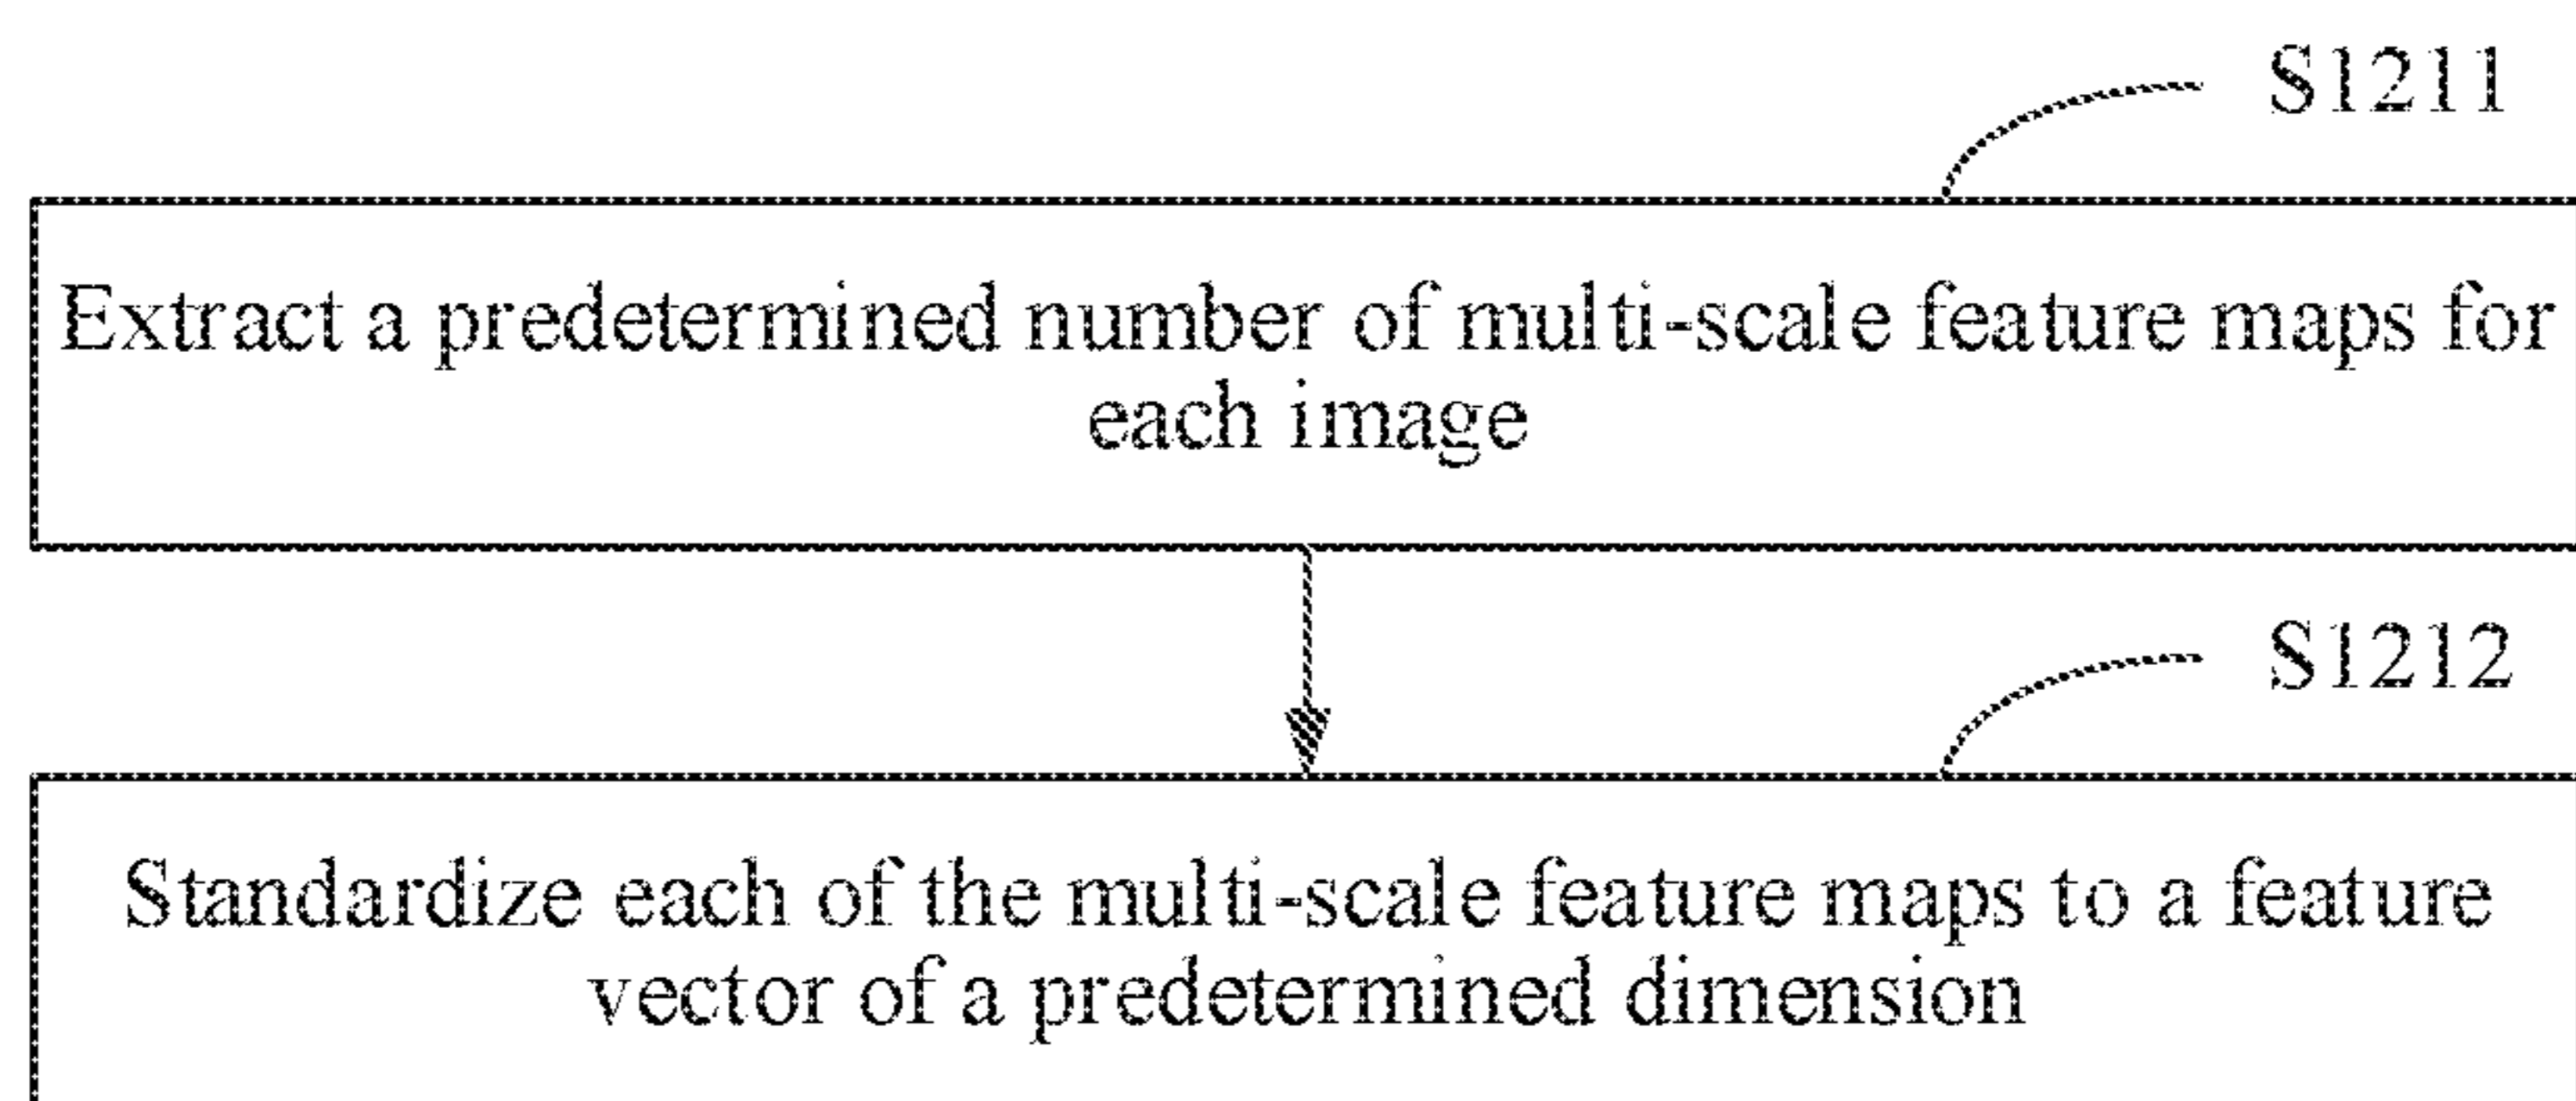 S1211
Extract a predetermined number of multi-scale feature maps for
each image
S1212
Standardize each of the multi-scale feature maps to a feature
vector of a predetermined dimension